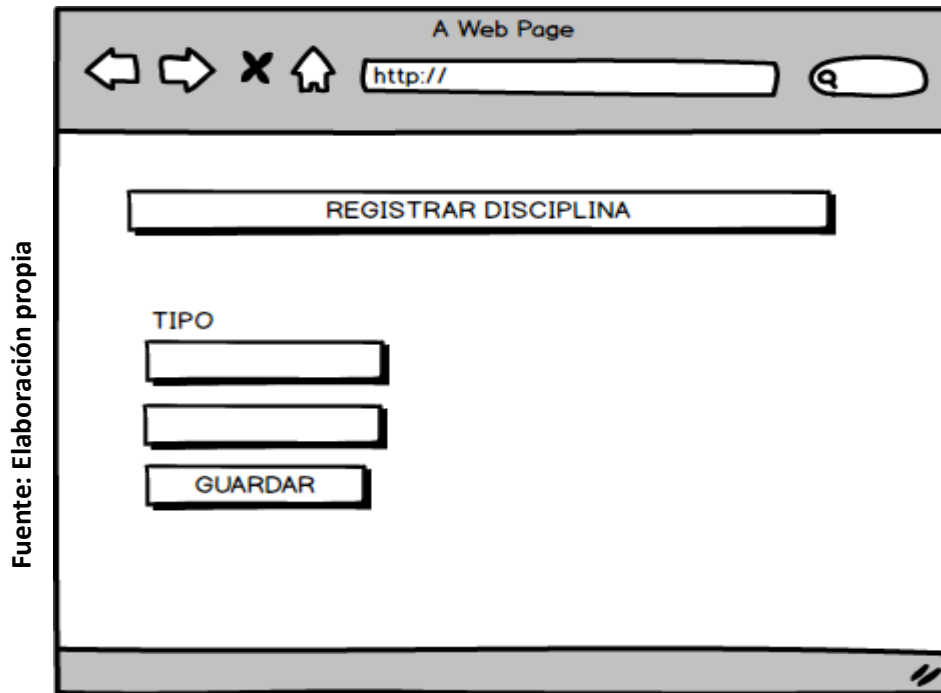 A Web Page
http://
REGISTRAR DISCIPLINA
TIPO
GUARDAR
Fuente: Elaboración propia